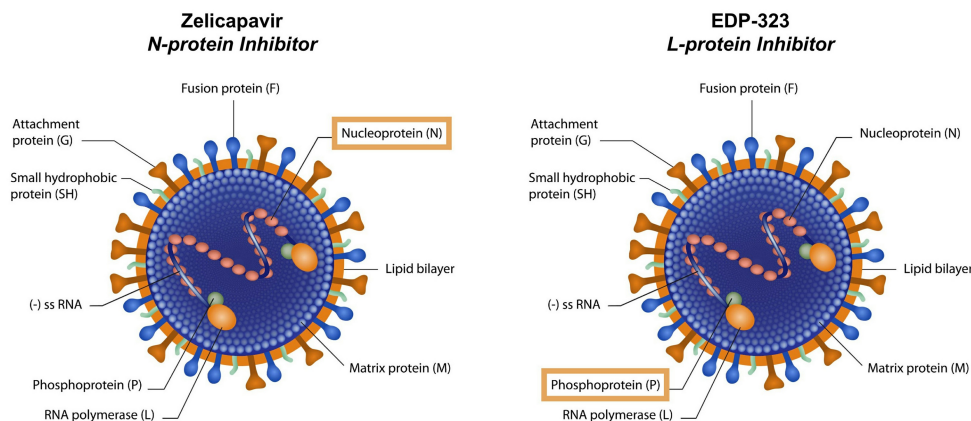 Zelicapavir
N-protein Inhibitor
Fusion protein (F)
Attachment
protein (G)
Nucleoprotein (N)
Small hydrophobic
protein (SH)
Lipid bilayer
(-) ss RNA
Matrix protein (M)
Phosphoprotein (P)
RNA polymerase (L)
EDP-323
L-protein Inhibitor
Fusion protein (F)
Attachment
protein (G)
Nucleoprotein (N)
Small hydrophobic
protein (SH)
Lipid bilayer
(-) ss RNA
Matrix protein (M)
Phosphoprotein (P)
RNA polymerase (L)